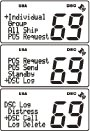 USA DSC
+Individual
Group
All Ship
POS Request
69
USA DSC
POS Request
POS Send
Standby
+DSC Log
69
USA DSC
DSC Log
Distress
+DSC Call
Log Delete
69